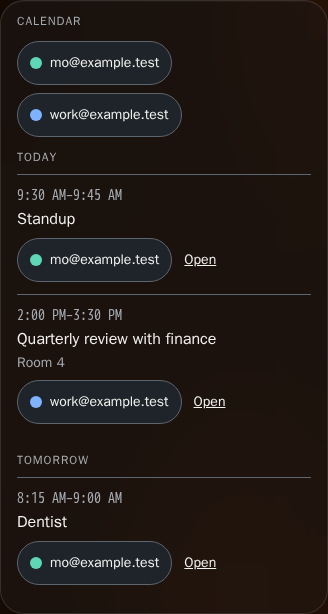 CALENDAR
mo@example.test
work@example.test
TODAY
9:30 AM–9:45 AM
Standup
mo@example.test Open
2:00 PM–3:30 PM
Quarterly review with finance
Room 4
work@example.test Open
TOMORROW
8:15 AM–9:00 AM
Dentist
mo@example.test Open